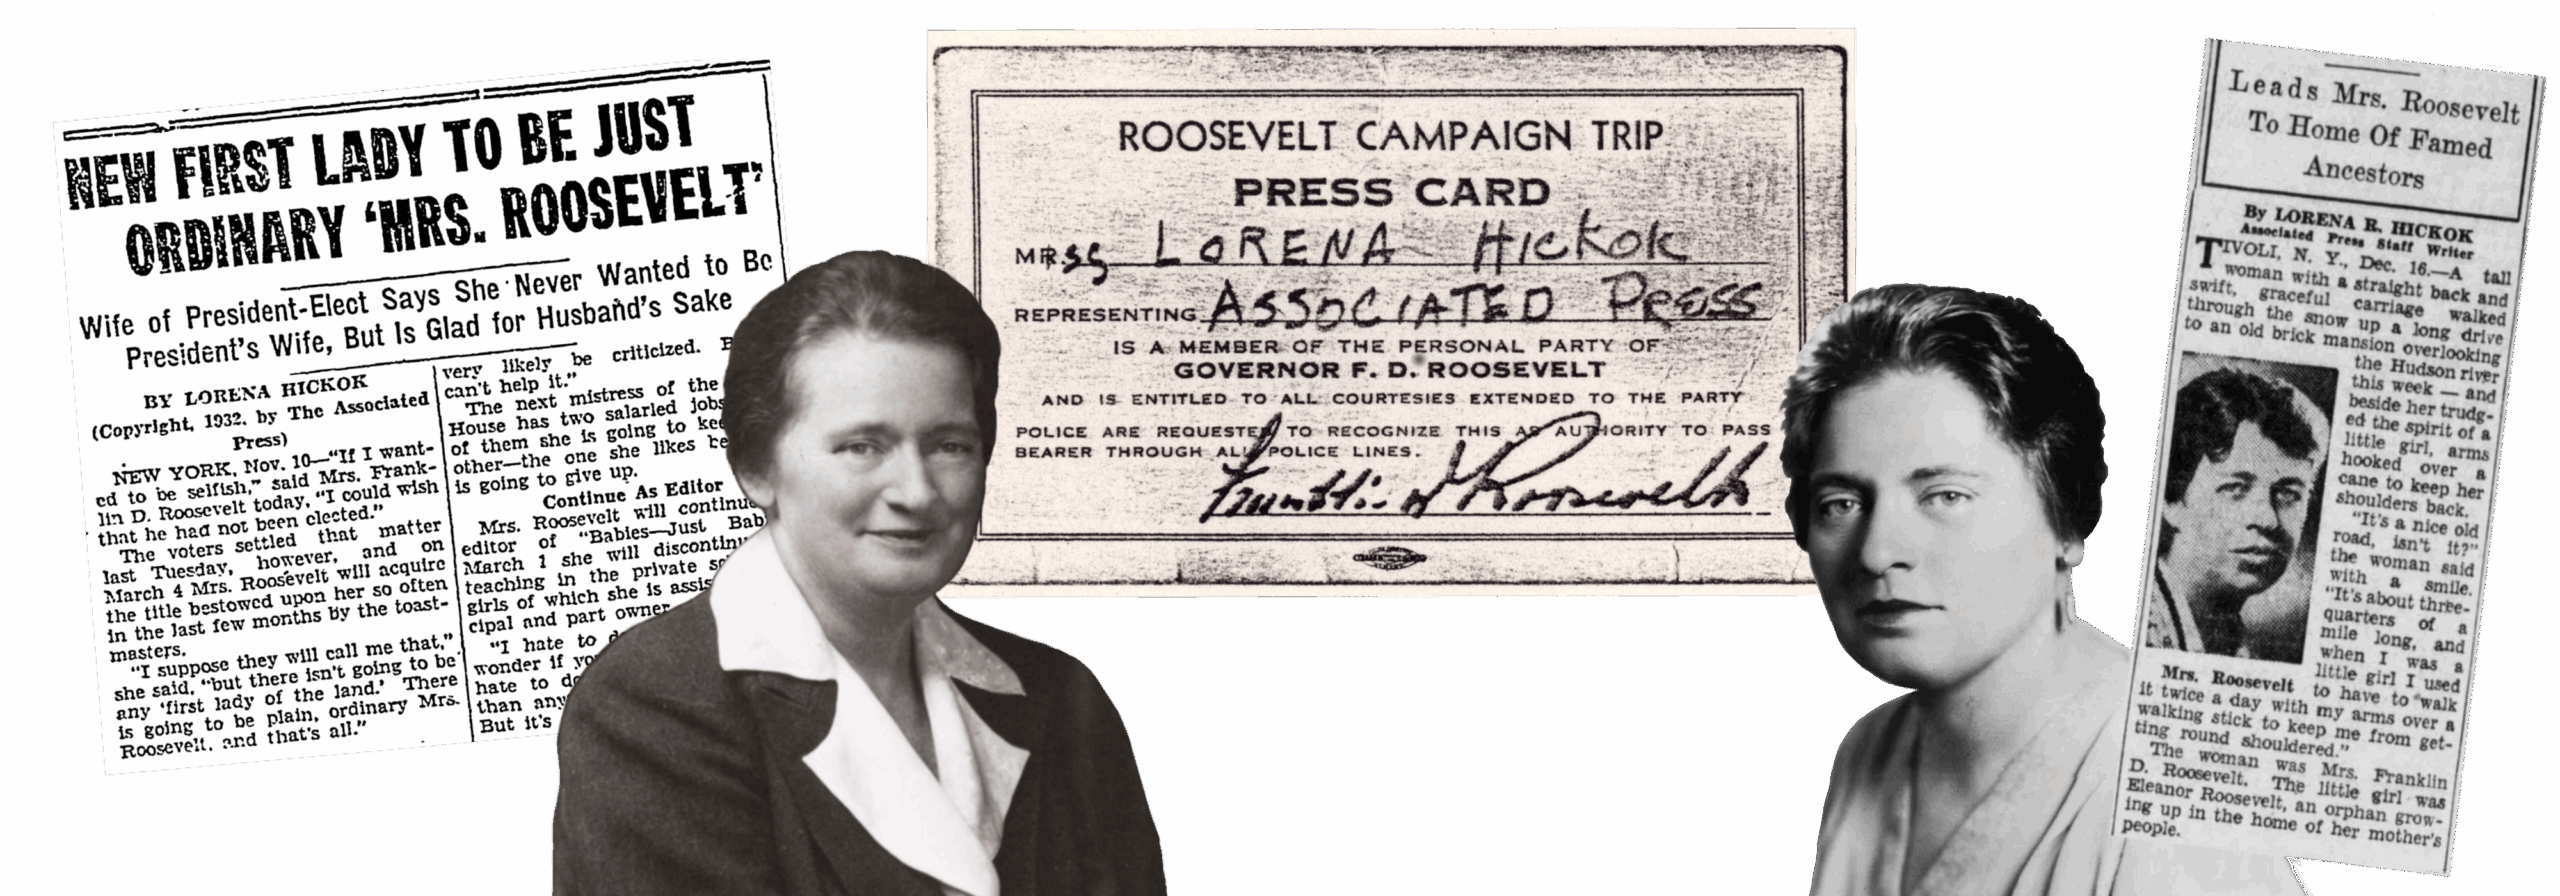 NEW FIRST LADY TO BE JUST
ORDINARY ‘MRS. ROOSEVELT’
Wife of President-Elect Says She Never Wanted to Be
President's Wife, But Is Glad for Husband's Sake
BY LORENA HICKOK
(Copyright, 1932, by The Associated
Press)
NEW YORK, Nov. 10—“If I want-
ed to be selfish,” said Mrs. Frank-
lin D. Roosevelt today, “I could wish
that he had not been elected.”
The voters settled that matter
last Tuesday, however, and on
March 4 Mrs. Roosevelt will acquire
the title bestowed upon her so often
in the last few months by the toast-
masters.
“I suppose they will call me that,”
she said, “but there isn't going to be
any ‘first lady of the land.’ There
is going to be plain, ordinary Mrs.
Roosevelt, and that's all.”
very likely be criticized.
can't help it.”
The next mistress of the
House has two salaried jobs
of them she is going to
other—the one she likes
is going to give up.
Continue As Editor
Mrs. Roosevelt will continue
editor of “Babies—Just
March 1 she will
teaching in the private
girls of which she is
cipal and part owner
“I hate to
wonder if
hate to
than
But it's
ROOSEVELT CAMPAIGN TRIP
PRESS CARD
MR.SS LORENA HICKOK
REPRESENTING ASSOCIATED PRESS
IS A MEMBER OF THE PERSONAL PARTY OF
GOVERNOR F. D. ROOSEVELT
AND IS ENTITLED TO ALL COURTESIES EXTENDED TO THE PARTY
POLICE ARE REQUESTED TO RECOGNIZE THIS AS AUTHORITY TO PASS
BEARER THROUGH ALL POLICE LINES.
Franklin D Roosevelt
Leads Mrs. Roosevelt
To Home Of Famed
Ancestors
By LORENA R. HICKOK
Associated Press Staff Writer
TIVOLI, N. Y., Dec. 16.—A tall
woman with a straight back and
swift, graceful carriage walked
through the snow up a long drive
to an old brick mansion overlooking
the Hudson river
this week — and
beside her trudg-
ed the spirit of a
little girl, arms
hooked over a
cane to keep her
shoulders back.
“It's a nice old
road, isn't it?”
the woman said
with a smile.
“It's about three-
quarters of a
mile long, and
when I was a
little girl I used
Mrs. Roosevelt
to have to walk
it twice a day with my arms over a
walking stick to keep me from get-
ting round shouldered.”
The woman was Mrs. Franklin
D. Roosevelt. The little girl was
Eleanor Roosevelt, an orphan grow-
ing up in the home of her mother's
people.